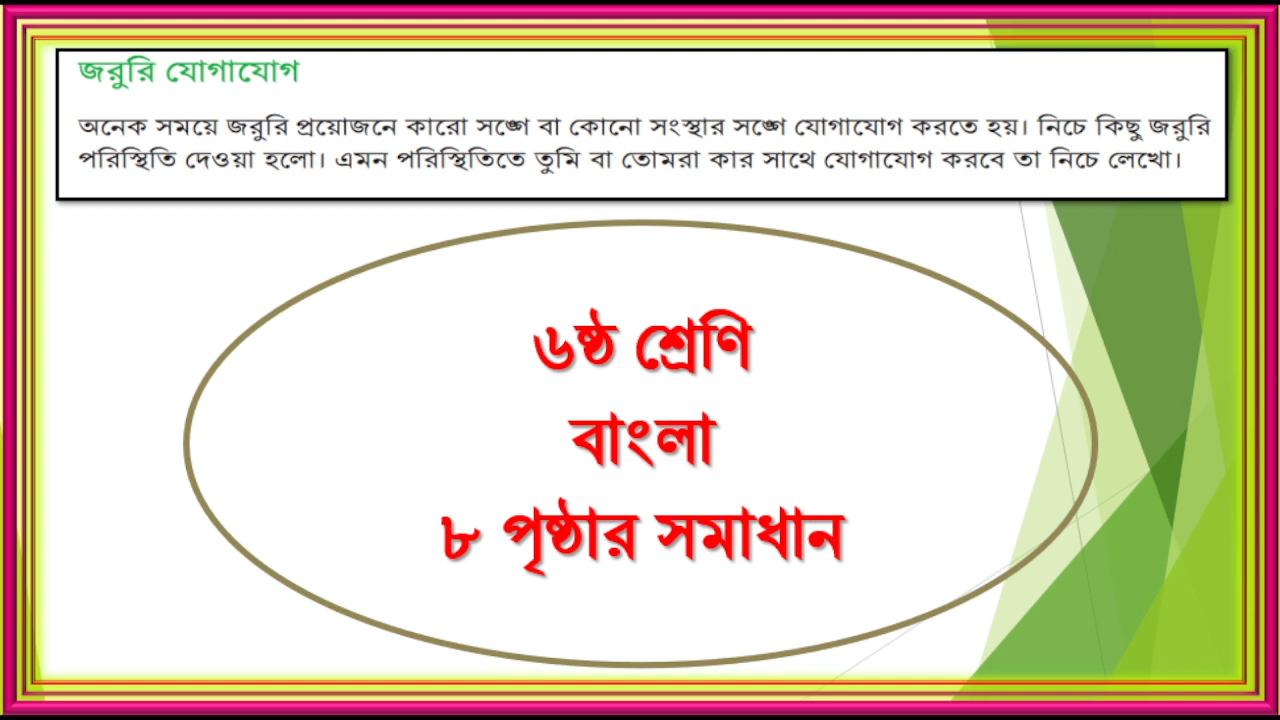 জরুরি যোগাযোগ
অনেক সময়ে জরুরি প্রয়োজনে কারো সঙ্গে বা কোনো সংস্থার সঙ্গে যোগাযোগ করতে হয়। নিচে কিছু জরুরি
পরিস্থিতি দেওয়া হলো। এমন পরিস্থিতিতে তুমি বা তোমরা কার সাথে যোগাযোগ করবে তা নিচে লেখো।
৬ষ্ঠ শ্রেণি
বাংলা
৮ পৃষ্ঠার সমাধান